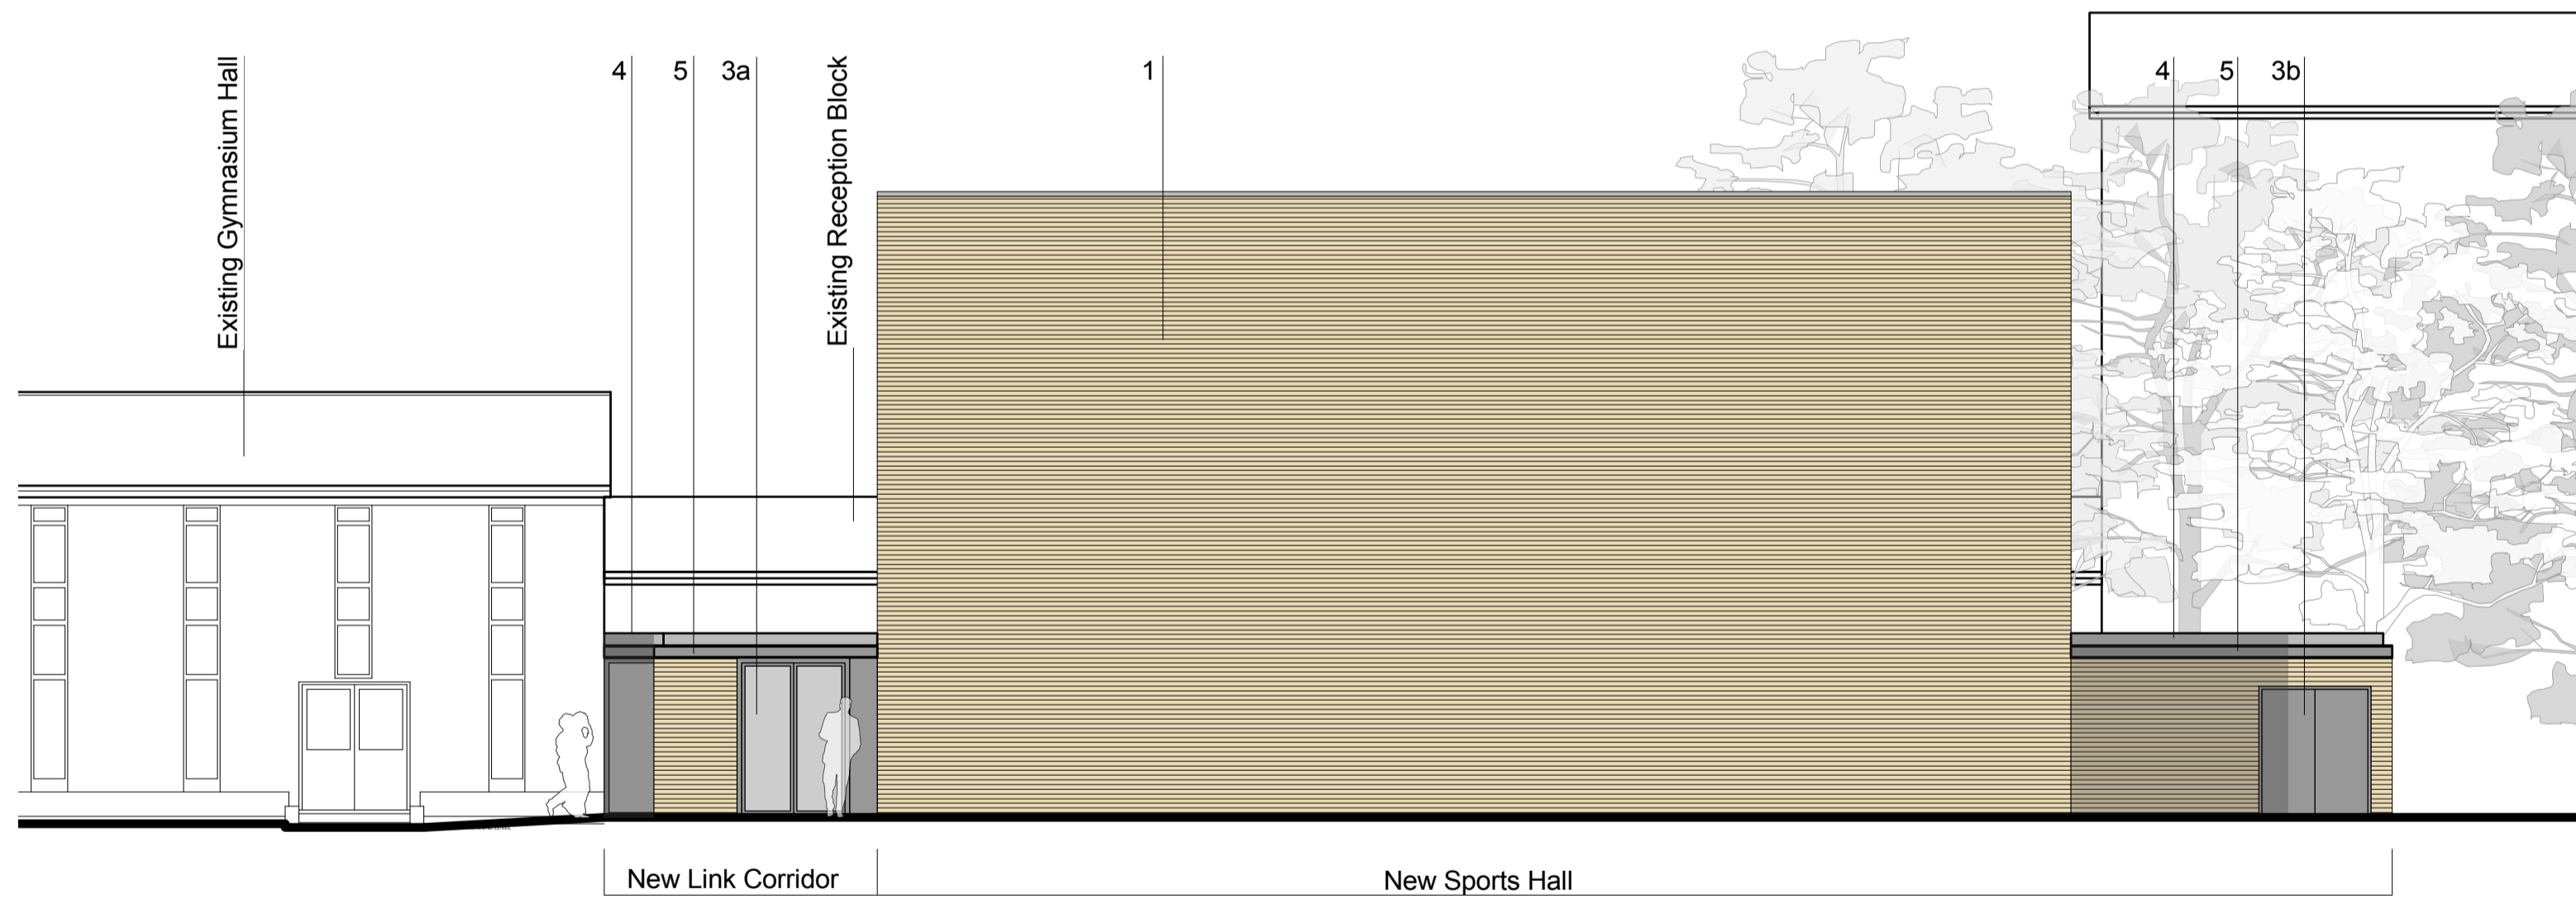 Existing Gymnasium Hall
4
5
3a
Existing Reception Block
1
4
5
3b
New Link Corridor
New Sports Hall